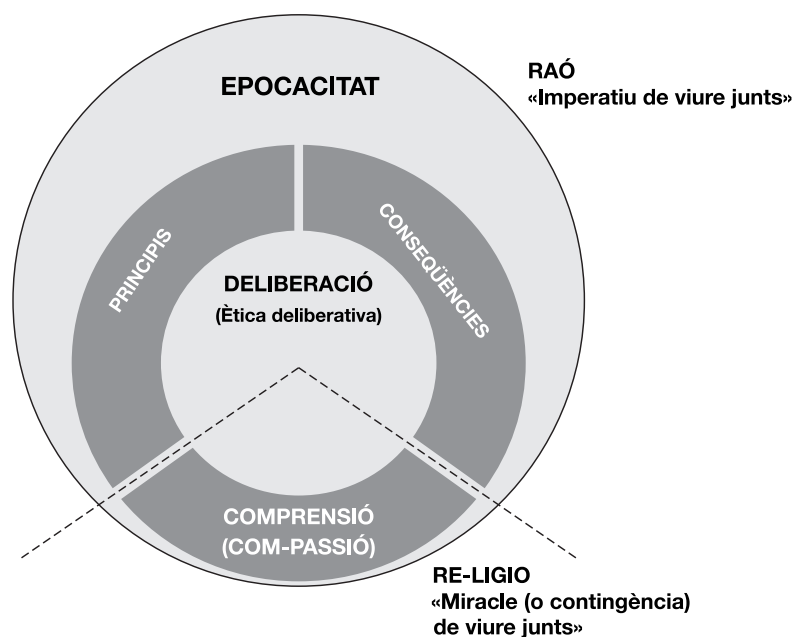 EPOCACITAT
RAÓ
«Imperatiu de viure junts»
PRINCIPIS
CONSEQÜÈNCIES
DELIBERACIÓ
(Ètica deliberativa)
COMPRENSIÓ
(COM-PASSIÓ)
RE-LIGIO
«Miracle (o contingència)
de viure junts»